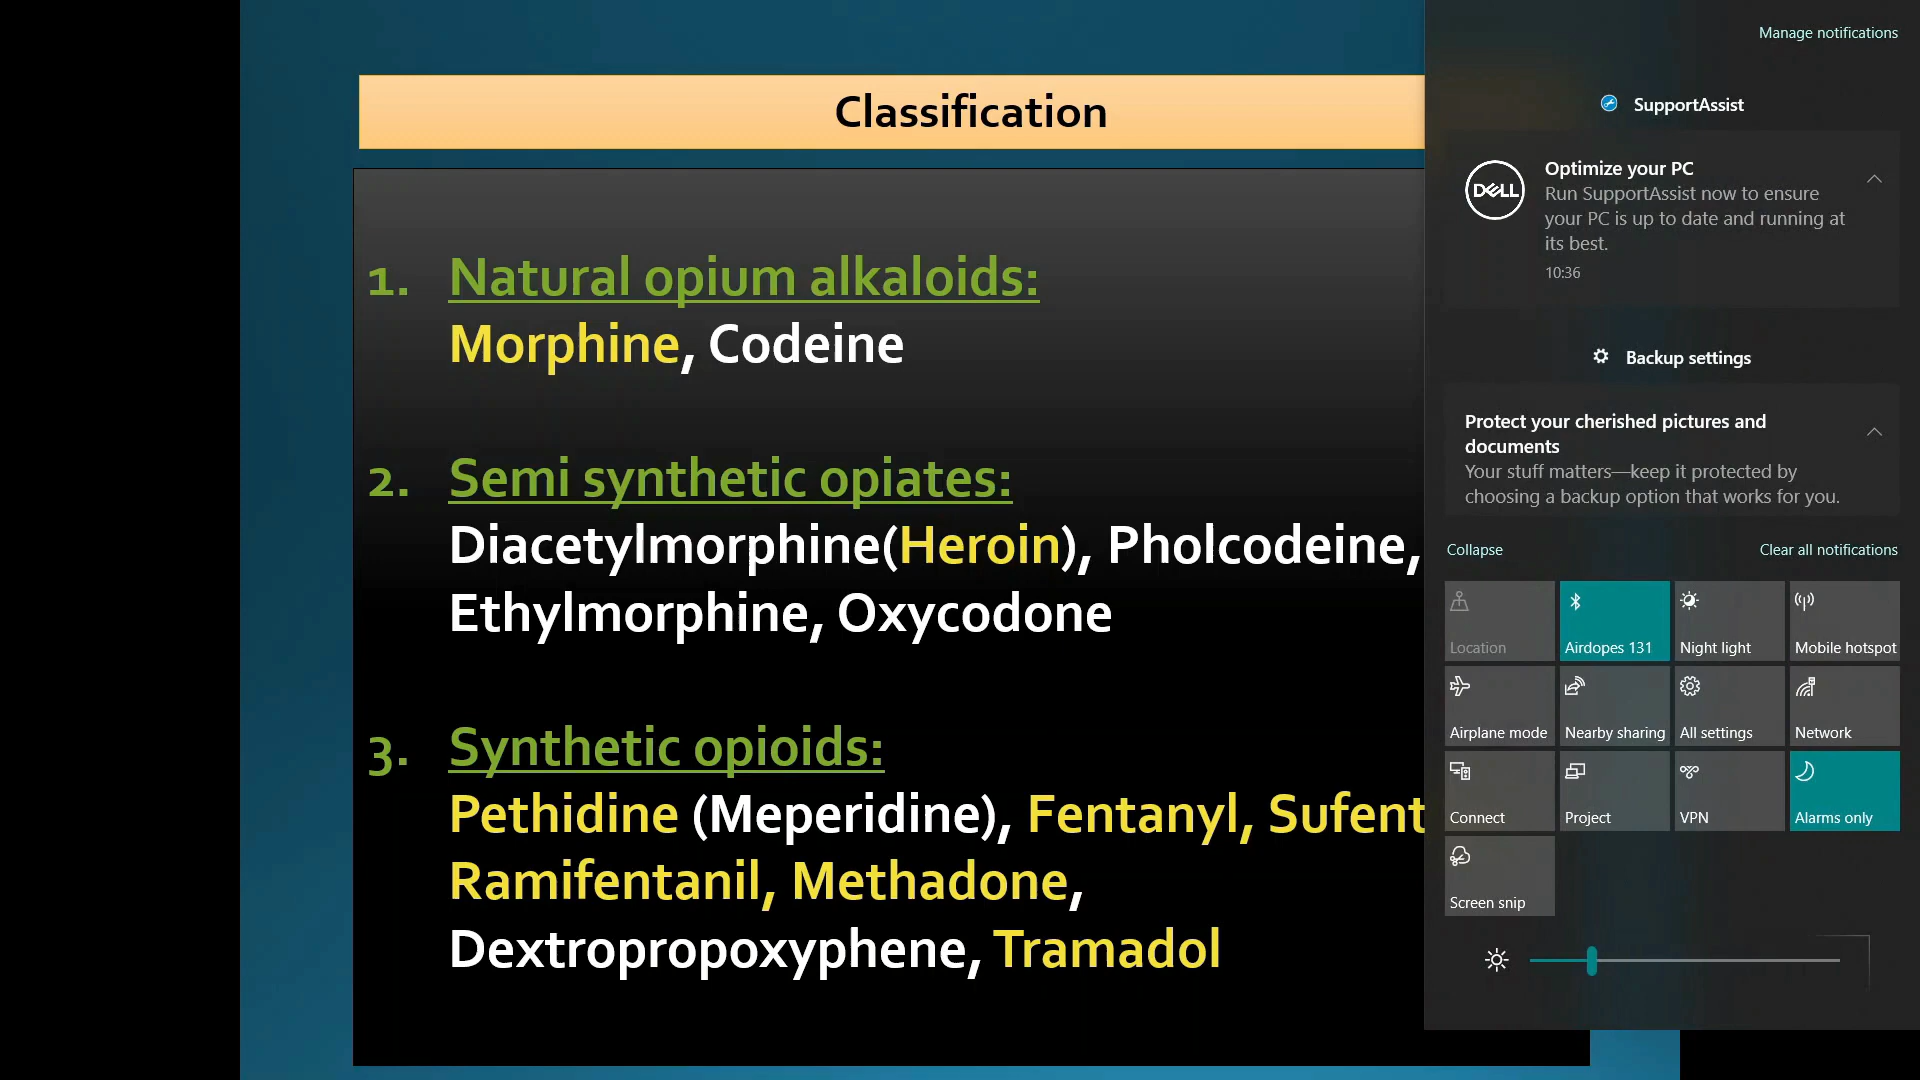 Classification
1. Natural opium alkaloids:
Morphine, Codeine
2. Semi synthetic opiates:
Diacetylmorphine(Heroin), Pholcodeine,
Ethylmorphine, Oxycodone
3. Synthetic opioids:
Pethidine (Meperidine), Fentanyl, Sufent
Ramifentanil, Methadone,
Dextropropoxyphene, Tramadol
Manage notifications
SupportAssist
DELL
Optimize your PC
Run SupportAssist now to ensure
your PC is up to date and running at
its best.
10:36
Backup settings
Protect your cherished pictures and
documents
Your stuff matters—keep it protected by
choosing a backup option that works for you.
Collapse Clear all notifications
Location Airdopes 131 Night light Mobile hotspot
Airplane mode Nearby sharing All settings Network
Connect Project VPN Alarms only
Screen snip